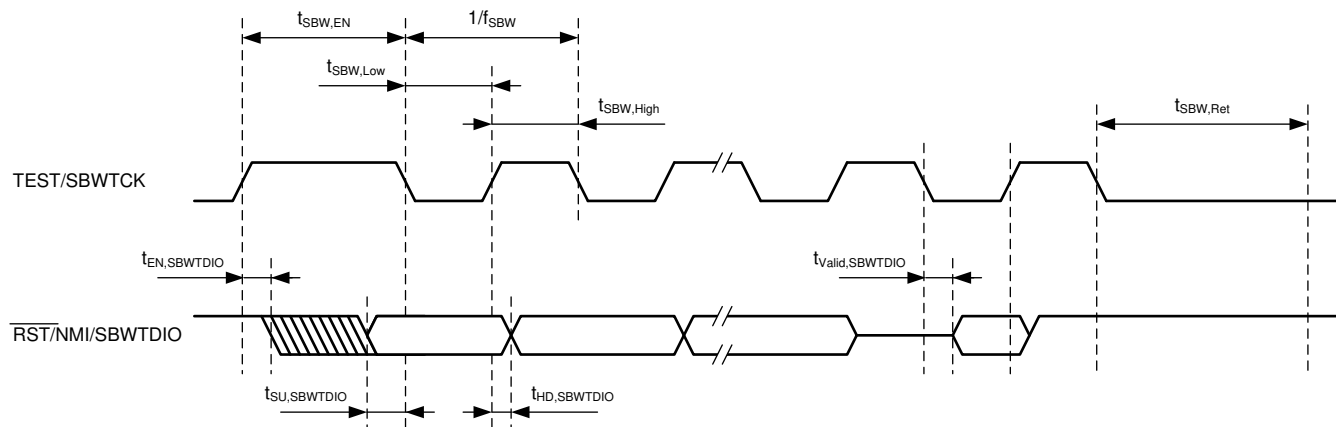 tSBW,EN
1/fSBW
tSBW,Low
tSBW,High
tSBW,Ret
TEST/SBWTCK
tEN,SBWTDIO
tValid,SBWTDIO
RST/NMI/SBWTDIO
tSU,SBWTDIO
tHD,SBWTDIO